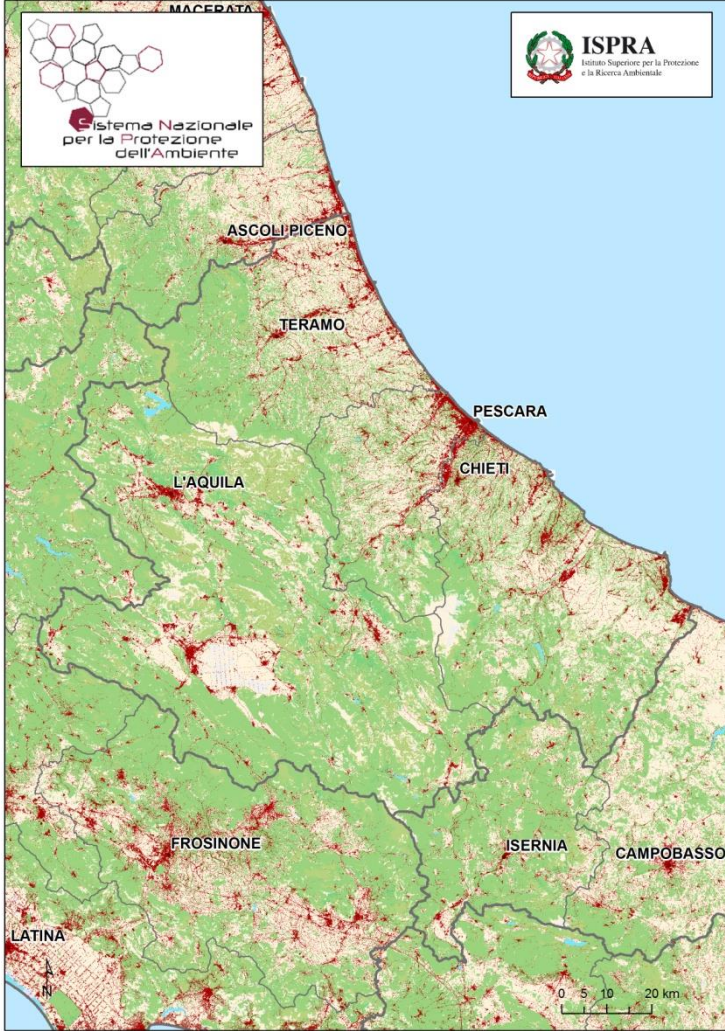 MACERATA
Sistema Nazionale
per la Protezione
dell'Ambiente
ISPRA
Istituto Superiore per la Protezione
e la Ricerca Ambientale
ASCOLI PICENO
TERAMO
PESCARA
CHIETI
L'AQUILA
FROSINONE
ISERNIA
CAMPOBASSO
LATINA
N
0 5 10 20 km